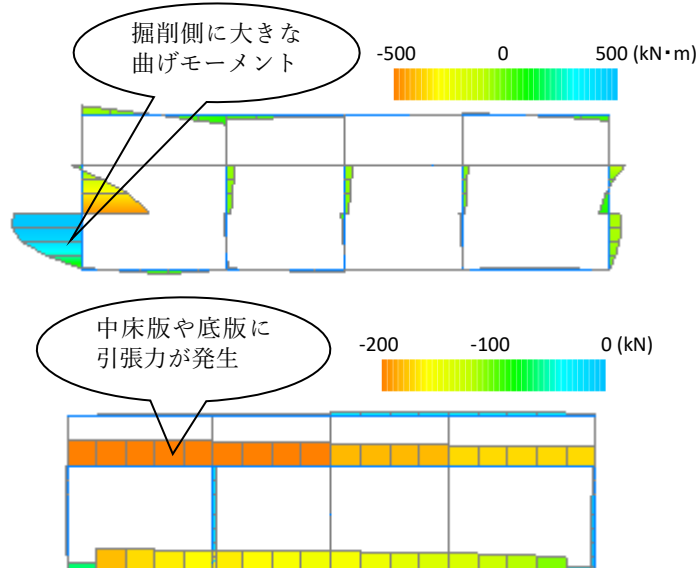 掘削側に大きな
曲げモーメント
-500 0 500 (kN・m)
中床版や底版に
引張力が発生
-200 -100 0 (kN)